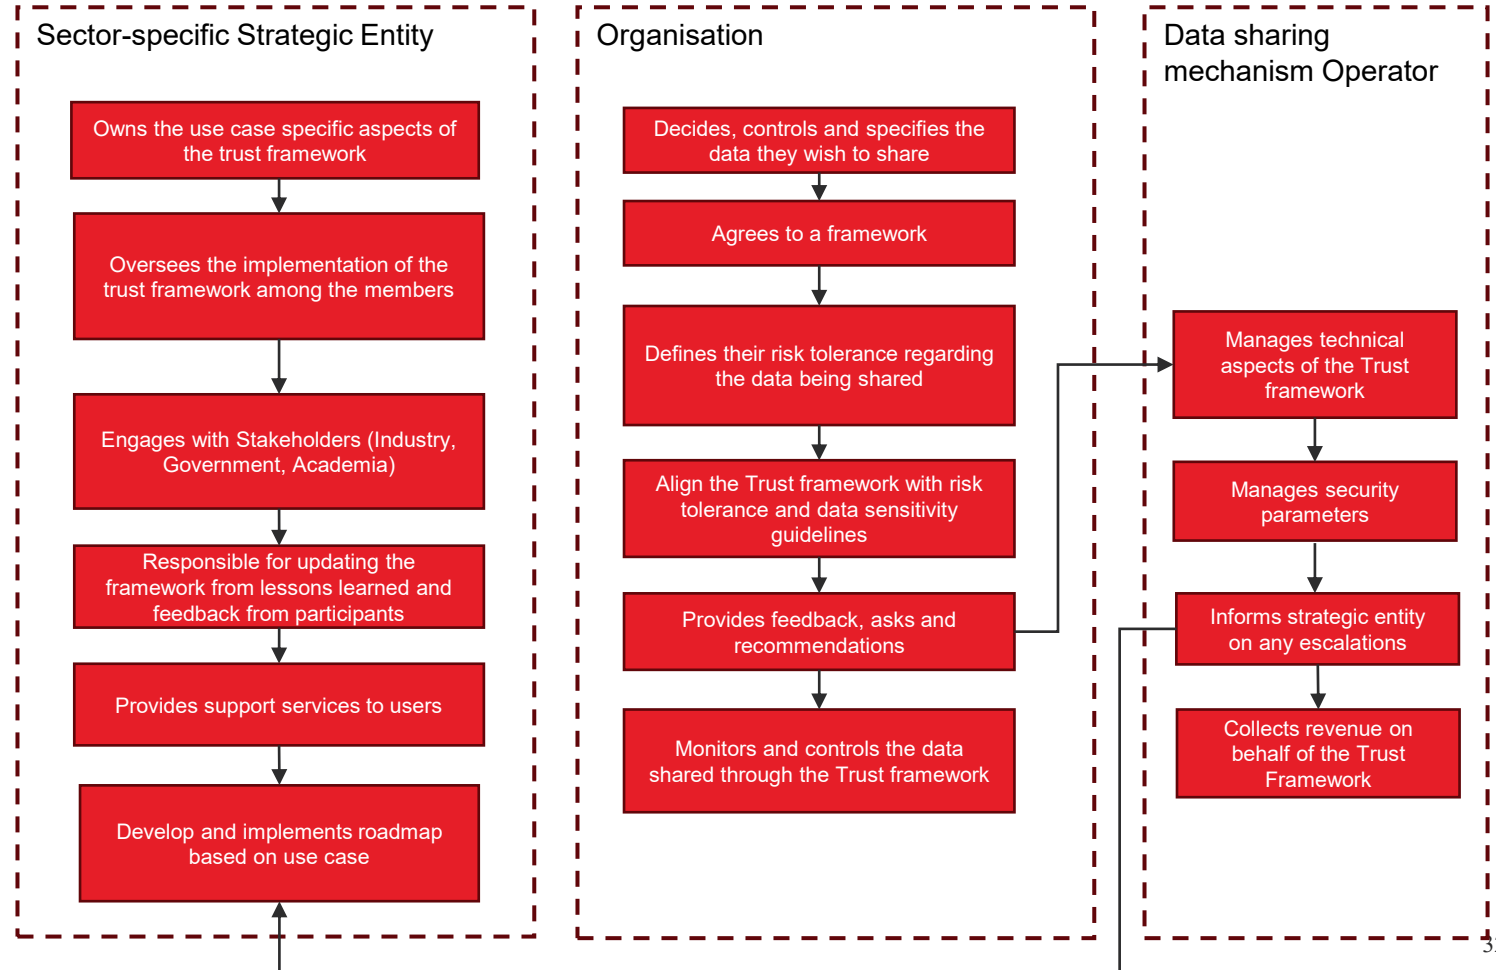 Sector-specific Strategic Entity
Owns the use case specific aspects of
the trust framework
Oversees the implementation of the
trust framework among the members
Engages with Stakeholders (Industry,
Government, Academia)
Responsible for updating the
framework from lessons learned and
feedback from participants
Provides support services to users
Develop and implements roadmap
based on use case
Organisation
Decides, controls and specifies the
data they wish to share
Agrees to a framework
Defines their risk tolerance regarding
the data being shared
Align the Trust framework with risk
tolerance and data sensitivity
guidelines
Provides feedback, asks and
recommendations
Monitors and controls the data
shared through the Trust framework
Data sharing
mechanism Operator
Manages technical
aspects of the Trust
framework
Manages security
parameters
Informs strategic entity
on any escalations
Collects revenue on
behalf of the Trust
Framework